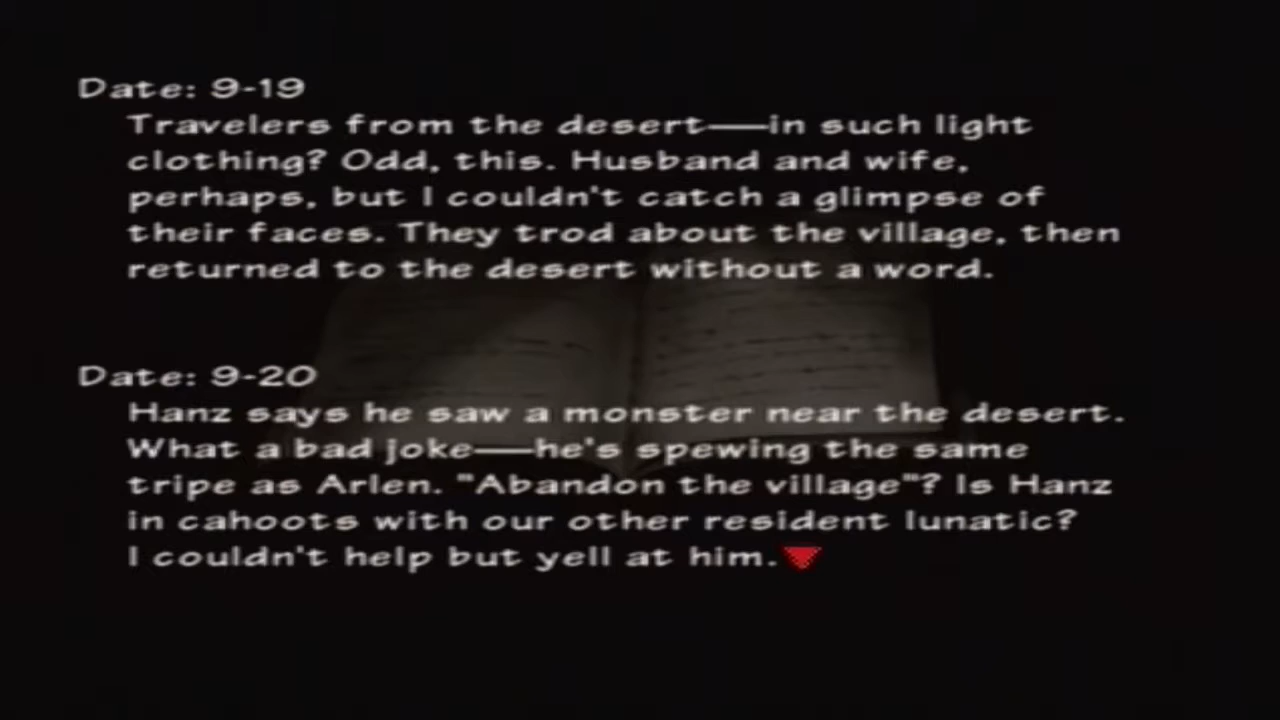 Date: 9-19
Travelers from the desert—in such light
clothing? Odd, this. Husband and wife,
perhaps, but I couldn't catch a glimpse of
their faces. They trod about the village, then
returned to the desert without a word.
Date: 9-20
Hanz says he saw a monster near the desert.
What a bad joke—he's spewing the same
tripe as Arlen. "Abandon the village"? Is Hanz
in cahoots with our other resident lunatic?
I couldn't help but yell at him.